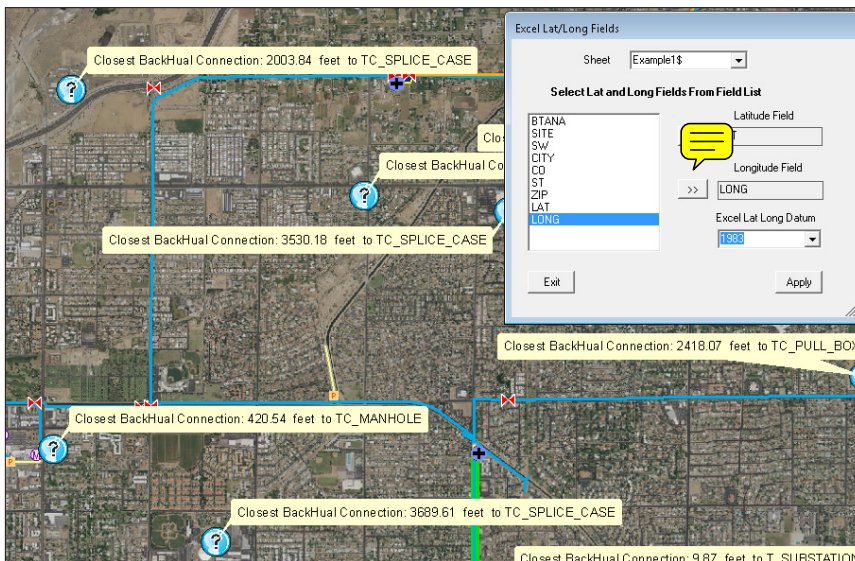 Closest BackHual Connection: 2003.84 feet to TC_SPLICE_CASE
Excel Lat/Long Fields
Sheet
Example1$
Select Lat and Long Fields From Field List
BTANA
SITE
SW
CITY
CO
ST
ZIP
LAT
LONG
Latitude Field
T
Longitude Field
>>
LONG
Excel Lat Long Datum
1983
Exit
Apply
Clo
Closest BackHual Co
Closest BackHual Connection: 3530.18 feet to TC_SPLICE_CASE
Closest BackHual Connection: 2418.07 feet to TC_PULL_BOX
P
Closest BackHual Connection: 420.54 feet to TC_MANHOLE
M
P
Closest BackHual Connection: 3689.61 feet to TC_SPLICE_CASE
Closest BackHual Connection: 9.87 feet to T_SUBSTATION